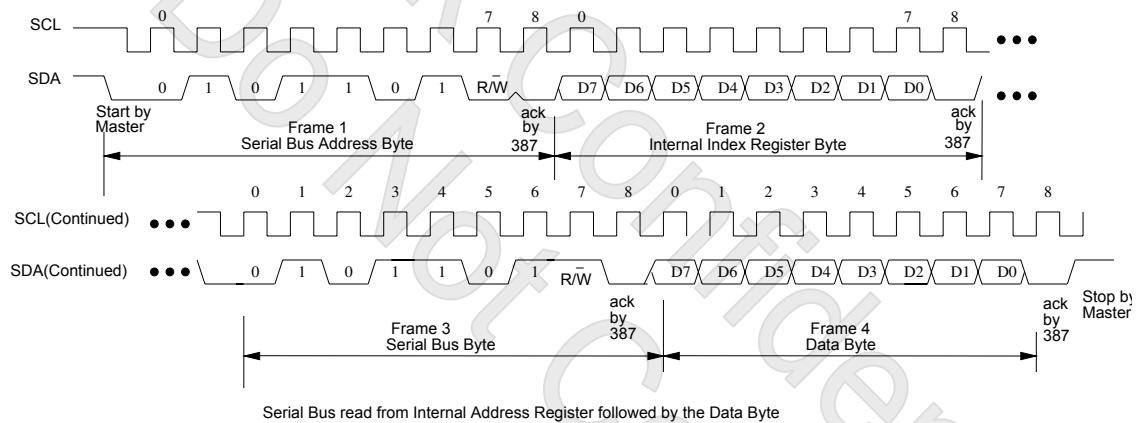 SCL 0 7 8 0 7 8
SDA 0 1 0 1 1 0 1 R/W̅ D7 D6 D5 D4 D3 D2 D1 D0
Start by Master
ack by 387
ack by 387
Frame 1
Serial Bus Address Byte
Frame 2
Internal Index Register Byte
0 1 2 3 4 5 6 7 8 0 1 2 3 4 5 6 7 8
SCL(Continued)
SDA(Continued) 0 1 0 1 1 0 1 R/W̅ D7 D6 D5 D4 D3 D2 D1 D0
ack by 387
ack by 387
Stop by Master
Frame 3
Serial Bus Byte
Frame 4
Data Byte
Serial Bus read from Internal Address Register followed by the Data Byte
Do Not
Confiden